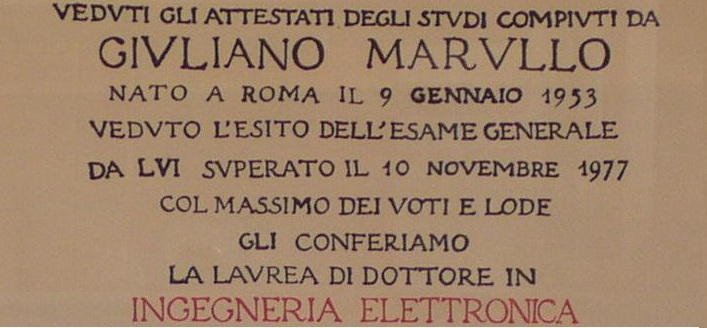 VEDVTI GLI ATTESTATI DEGLI STVDI COMPIVTI DA
GIVLIANO MARVLLO
NATO A ROMA IL 9 GENNAIO 1953
VEDVTO L'ESITO DELL'ESAME GENERALE
DA LVI SVPERATO IL 10 NOVEMBRE 1977
COL MASSIMO DEI VOTI E LODE
GLI CONFERIAMO
LA LAVREA DI DOTTORE IN
INGEGNERIA ELETTRONICA